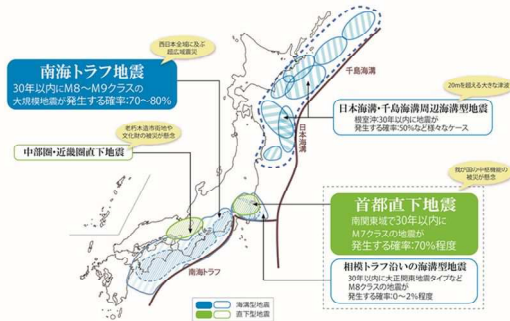 西日本全域に及ぶ
超広域震災
南海トラフ地震
30年以内にM8～M9クラスの
大規模地震が発生する確率:70～80%
老朽木造市街地や
文化財の被災が懸念
中部圏・近畿圏直下地震
千島海溝
20mを超える大きな津波
日本海溝・千島海溝周辺海溝型地震
根室沖:30年以内に地震が
発生する確率:50%など様々なケース
日本海溝
我が国の中枢機能の
被災が懸念
首都直下地震
南関東域で30年以内に
M7クラスの地震が
発生する確率:70%程度
相模トラフ沿いの海溝型地震
30年以内に大正関東地震タイプなど
M8クラスの地震が
発生する確率:0～2%程度
南海トラフ
海溝型地震
直下型地震